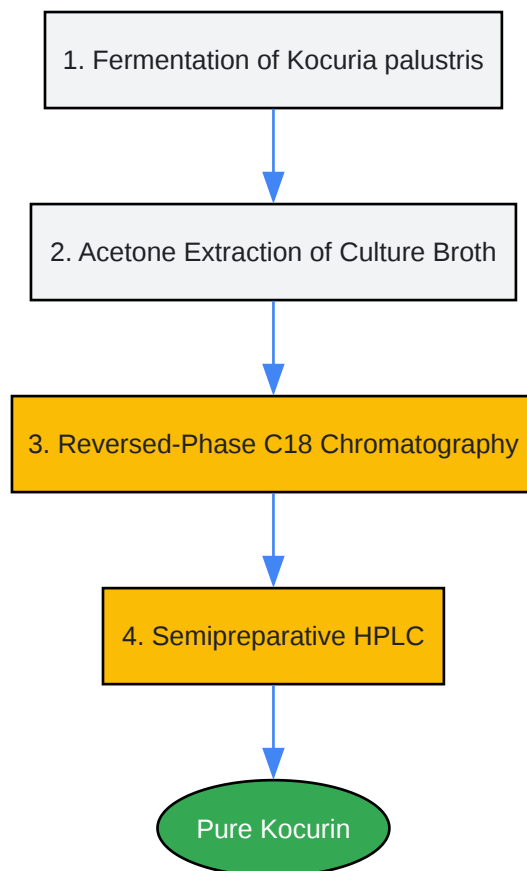 1. Fermentation of Kocuria palustris
2. Acetone Extraction of Culture Broth
3. Reversed-Phase C18 Chromatography
4. Semipreparative HPLC
Pure Kocurin